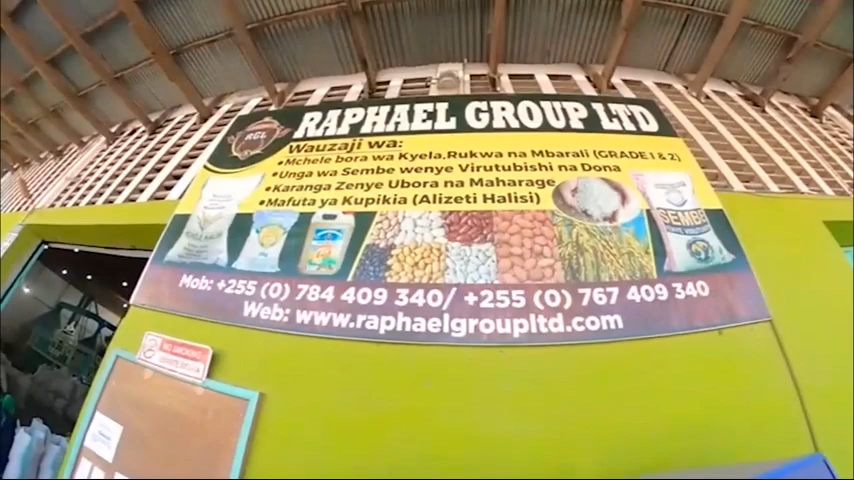 RAPHAEL GROUP LTD
RGL
Wauzaji wa:
• Mchele bora wa Kyela,Rukwa na Mbarali (GRADE 1 & 2)
• Unga wa Sembe wenye Virutubishi na Dona
• Karanga Zenye Ubora na MAHARAGE
• Mafuta ya Kupikia (Alizeti Halisi)
SEMBE
Mob: +255 (0) 784 409 340/ +255 (0) 767 409 340
Web: www.raphaelgroupltd.com
NO SMOKING